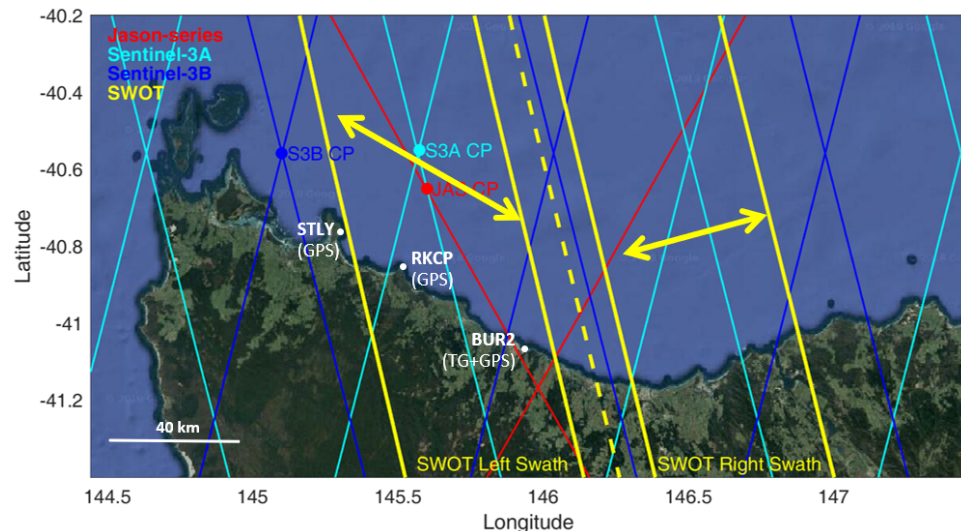 -40.2
Jason-series
Sentinel-3A
Sentinel-3B
SWOT
-40.4
S3B CP
S3A CP
-40.6
JAS CP
STLY
(GPS)
-40.8
RKCP
(GPS)
-41
BUR2
(TG+GPS)
-41.2
40 km
SWOT Left Swath
SWOT Right Swath
144.5
145
145.5
146
146.5
147
Longitude
Latitude